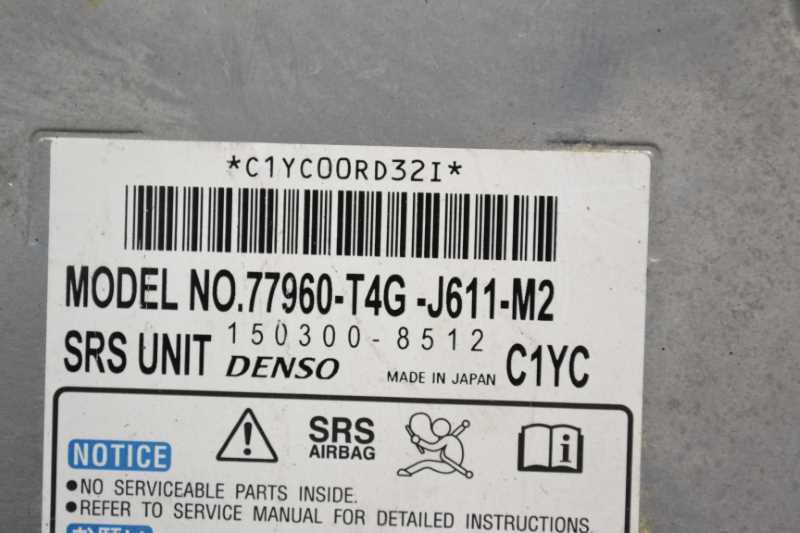 *C1YC00RD32I*
MODEL NO.77960-T4G -J611-M2
150300-8512
SRS UNIT DENSO MADE IN JAPAN C1YC
SRS
AIRBAG
i
NOTICE
●NO SERVICEABLE PARTS INSIDE.
●REFER TO SERVICE MANUAL FOR DETAILED INSTRUCTIONS.